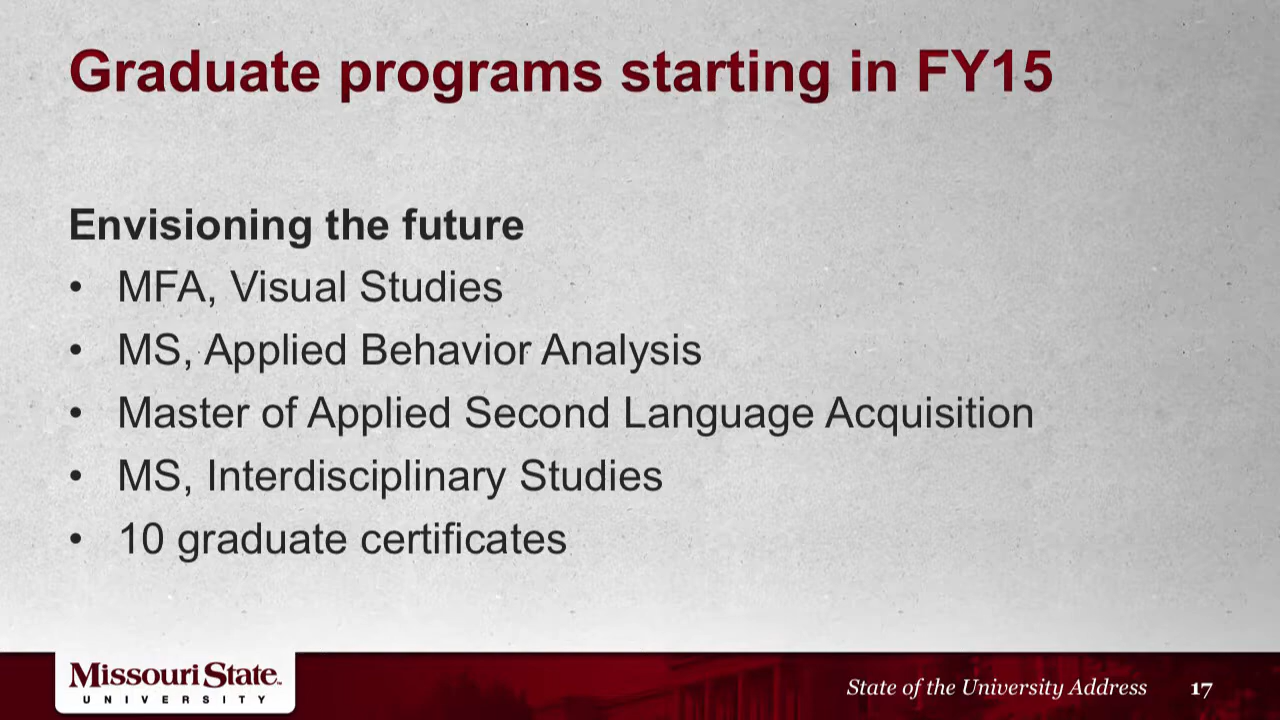 Graduate programs starting in FY15
Envisioning the future
• MFA, Visual Studies
• MS, Applied Behavior Analysis
• Master of Applied Second Language Acquisition
• MS, Interdisciplinary Studies
• 10 graduate certificates
Missouri State™
UNIVERSITY
State of the University Address 17